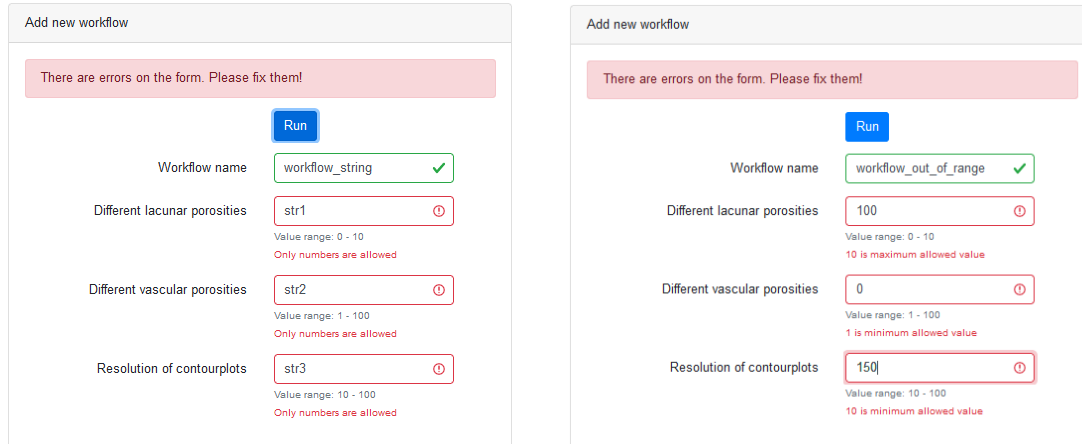 Add new workflow
There are errors on the form. Please fix them!
Run
Workflow name workflow_string
Different lacunar porosities str1
Value range: 0 - 10
Only numbers are allowed
Different vascular porosities str2
Value range: 1 - 100
Only numbers are allowed
Resolution of contourplots str3
Value range: 10 - 100
Only numbers are allowed
Add new workflow
There are errors on the form. Please fix them!
Run
Workflow name workflow_out_of_range
Different lacunar porosities 100
Value range: 0 - 10
10 is maximum allowed value
Different vascular porosities 0
Value range: 1 - 100
1 is minimum allowed value
Resolution of contourplots 150
Value range: 10 - 100
10 is minimum allowed value